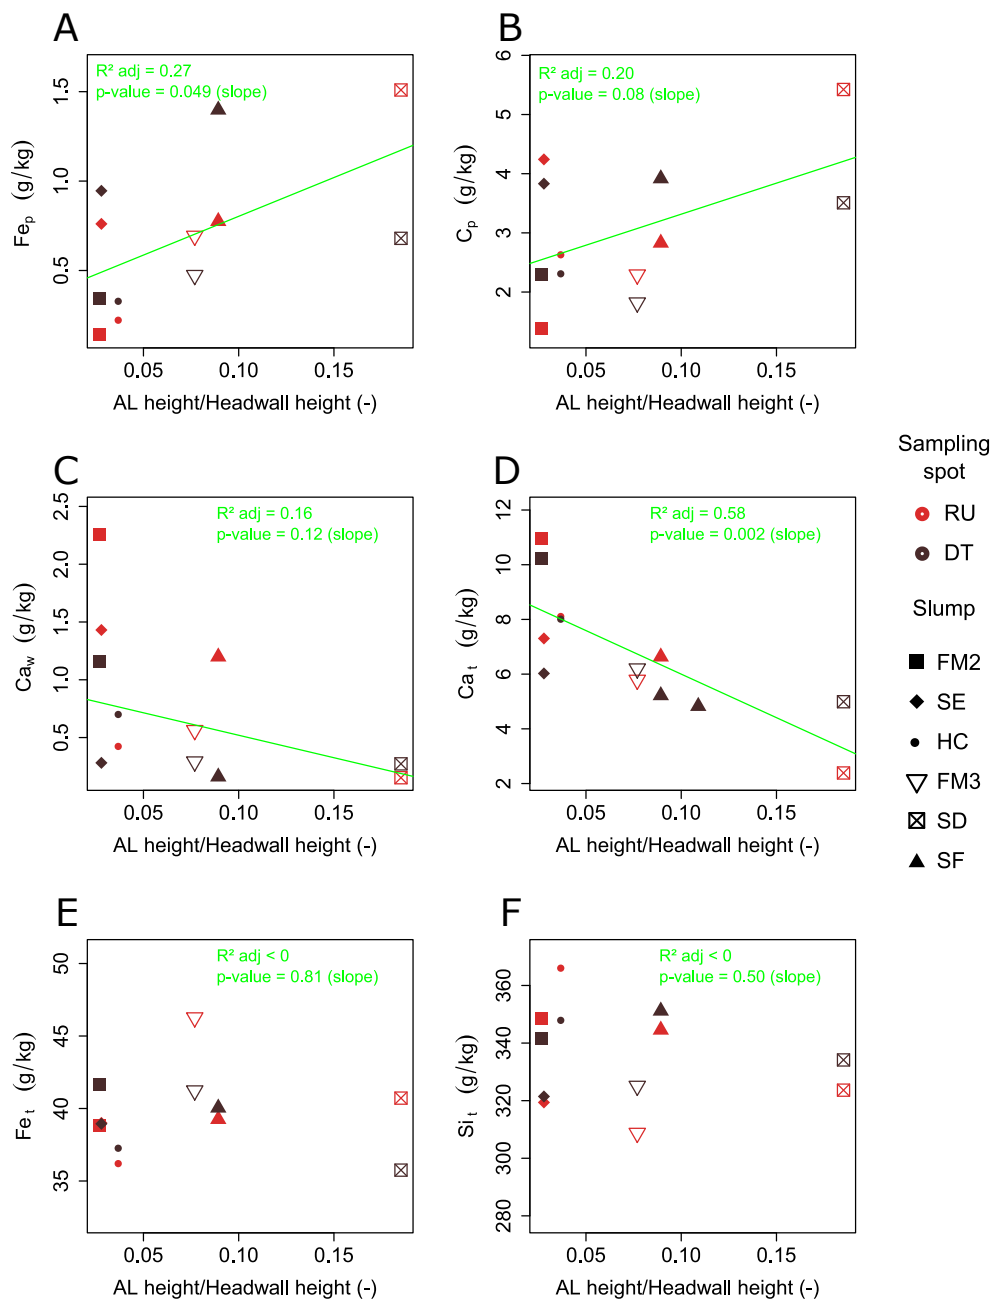 A
R² adj = 0.27
p-value = 0.049 (slope)
Fe_p (g/kg)
1.5
1.0
0.5
0.05 0.10 0.15
AL height/Headwall height (-)
B
R² adj = 0.20
p-value = 0.08 (slope)
C_p (g/kg)
6
5
4
3
2
0.05 0.10 0.15
AL height/Headwall height (-)
C
R² adj = 0.16
p-value = 0.12 (slope)
Ca_w (g/kg)
2.5
2.0
1.5
1.0
0.5
0.05 0.10 0.15
AL height/Headwall height (-)
D
R² adj = 0.58
p-value = 0.002 (slope)
Ca_t (g/kg)
12
10
8
6
4
2
0.05 0.10 0.15
AL height/Headwall height (-)
Sampling
spot
RU
DT
Slump
FM2
SE
HC
FM3
SD
SF
E
R² adj < 0
p-value = 0.81 (slope)
Fe_t (g/kg)
50
45
40
35
0.05 0.10 0.15
AL height/Headwall height (-)
F
R² adj < 0
p-value = 0.50 (slope)
Si_t (g/kg)
360
340
320
300
280
0.05 0.10 0.15
AL height/Headwall height (-)